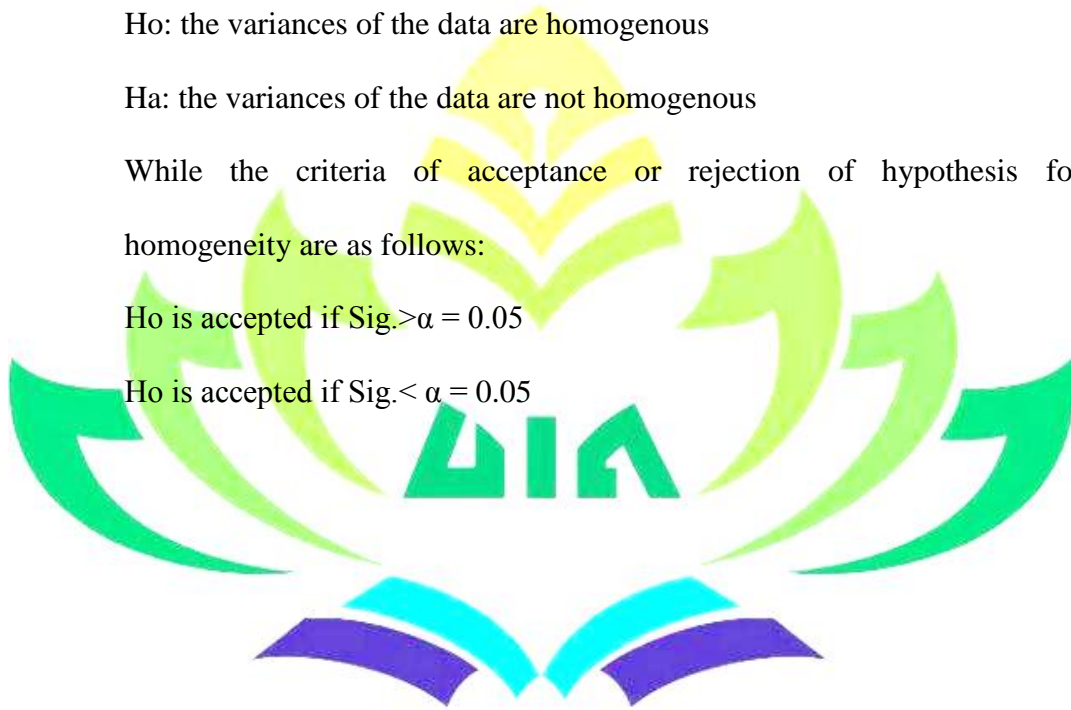 Ho: the variances of the data are homogenous
Ha: the variances of the data are not homogenous
While the criteria of acceptance or rejection of hypothesis fo
homogeneity are as follows:
Ho is accepted if Sig.>α = 0.05
Ho is accepted if Sig.< α = 0.05